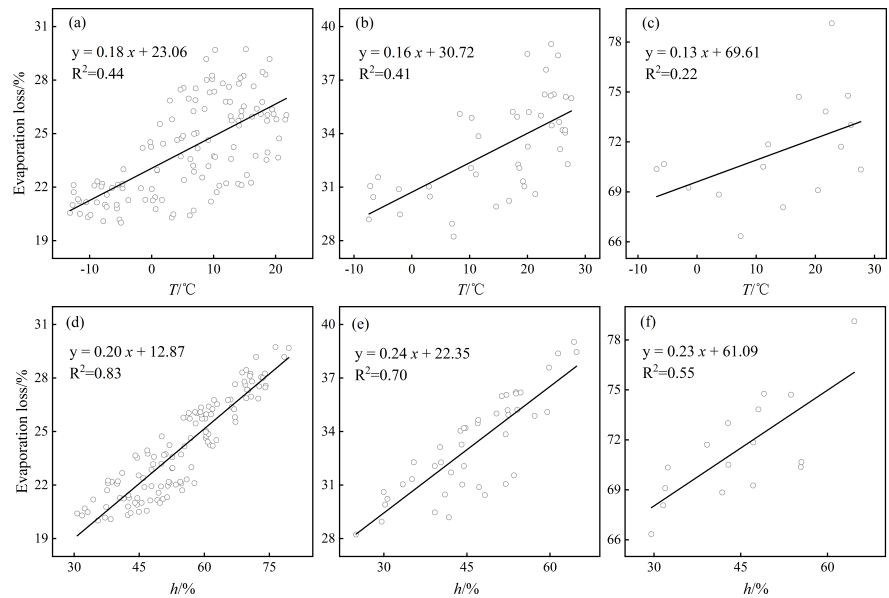 (a)
y = 0.18 x + 23.06
R²=0.44
Evaporation loss/%
31
28
25
22
19
-10
0
10
20
T/℃
(b)
y = 0.16 x + 30.72
R²=0.41
40
37
34
31
28
-10
0
10
20
30
T/℃
(c)
y = 0.13 x + 69.61
R²=0.22
78
75
72
69
66
0
10
20
T/℃
(d)
y = 0.20 x + 12.87
R²=0.83
Evaporation loss/%
31
28
25
22
19
30
45
60
75
h/%
(e)
y = 0.24 x + 22.35
R²=0.70
40
37
34
31
28
30
45
60
h/%
(f)
y = 0.23 x + 61.09
R²=0.55
78
75
72
69
66
30
45
60
h/%